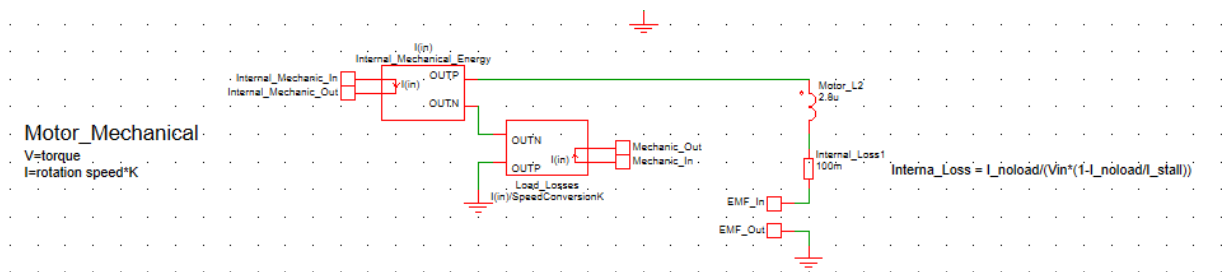 I(in)
Internal_Mechanical_Energy
Internal_Mechanic_In
Internal_Mechanic_Out
I(in)
OUTP
OUTN
Motor_L2
2.8u
Motor_Mechanical
V=torque
I=rotation speed*K
OUTN
OUTP
I(in)
Mechanic_Out
Mechanic_In
Load_Losses
I(in)/SpeedConversionK
Internal_Loss1
100m
Interna_Loss = I_noload/(Vin*(1-I_noload/I_stall))
EMF_In
EMF_Out